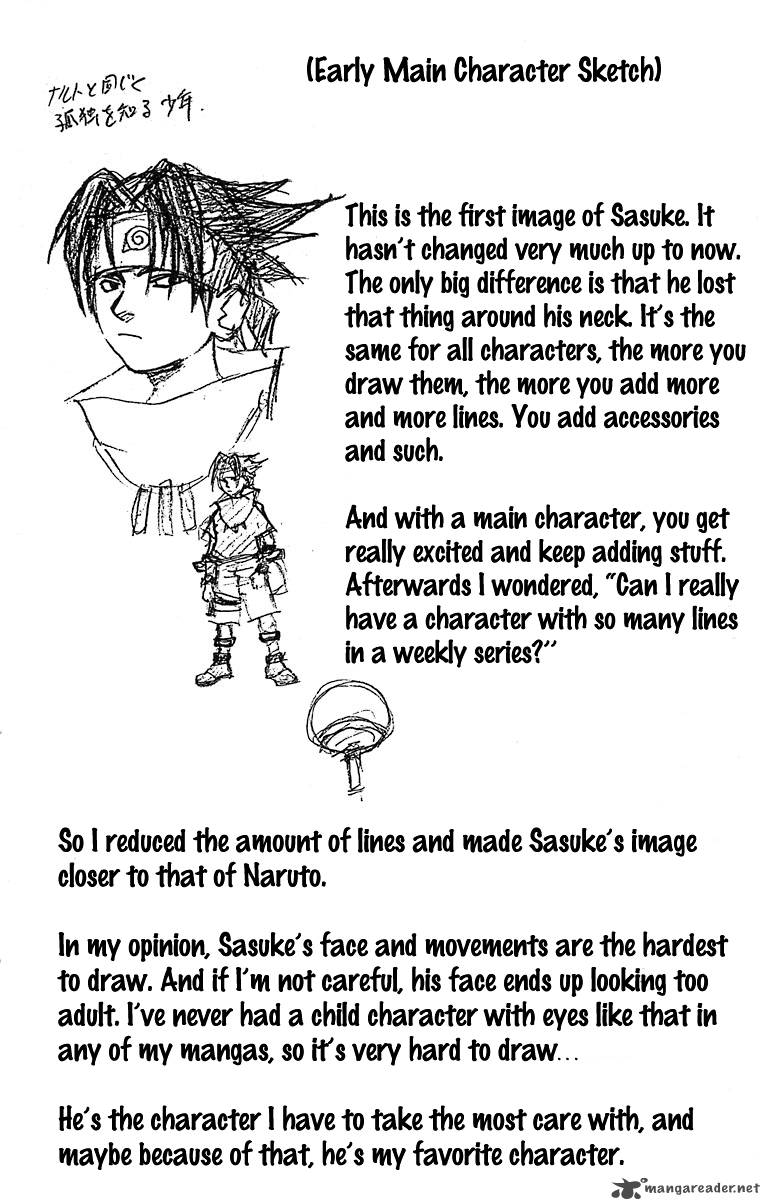 (Early Main Character Sketch)
ナルトと同じく
孤独を知る少年.
This is the first image of Sasuke. It
hasn't changed very much up to now.
The only big difference is that he lost
that thing around his neck. It's the
same for all characters, the more you
draw them, the more you add more
and more lines. You add accessories
and such.
And with a main character, you get
really excited and keep adding stuff.
Afterwards I wondered, "Can I really
have a character with so many lines
in a weekly series?"
So I reduced the amount of lines and made Sasuke's image
closer to that of Naruto.
In my opinion, Sasuke's face and movements are the hardest
to draw. And if I'm not careful, his face ends up looking too
adult. I've never had a child character with eyes like that in
any of my mangas, so it's very hard to draw...
He's the character I have to take the most care with, and
maybe because of that, he's my favorite character.
mangareader.net